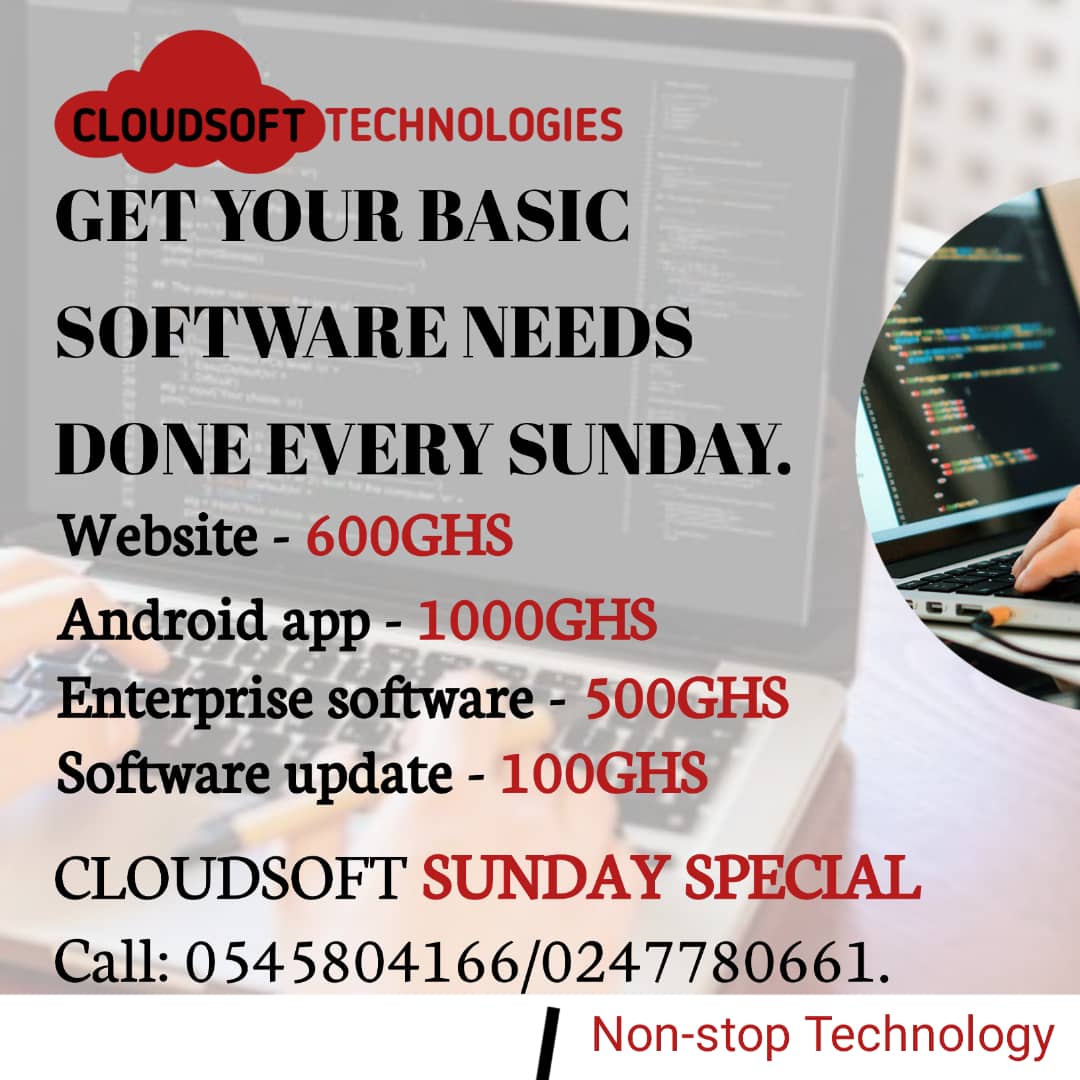 CLOUDSOFT TECHNOLOGIES
GET YOUR BASIC
SOFTWARE NEEDS
DONE EVERY SUNDAY.
Website - 600GHS
Android app - 1000GHS
Enterprise software - 500GHS
Software update - 100GHS
CLOUDSOFT SUNDAY SPECIAL
Call: 0545804166/0247780661.
Non-stop Technology